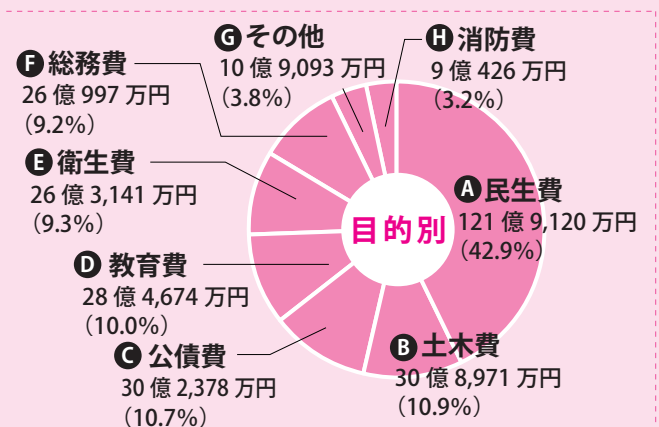 目的別
A 民生費
121 億 9,120 万円
（42.9%）
B 土木費
30 億 8,971 万円
（10.9%）
C 公債費
30 億 2,378 万円
（10.7%）
D 教育費
28 億 4,674 万円
（10.0%）
E 衛生費
26 億 3,141 万円
（9.3%）
F 総務費
26 億 997 万円
（9.2%）
G その他
10 億 9,093 万円
（3.8%）
H 消防費
9 億 426 万円
（3.2%）